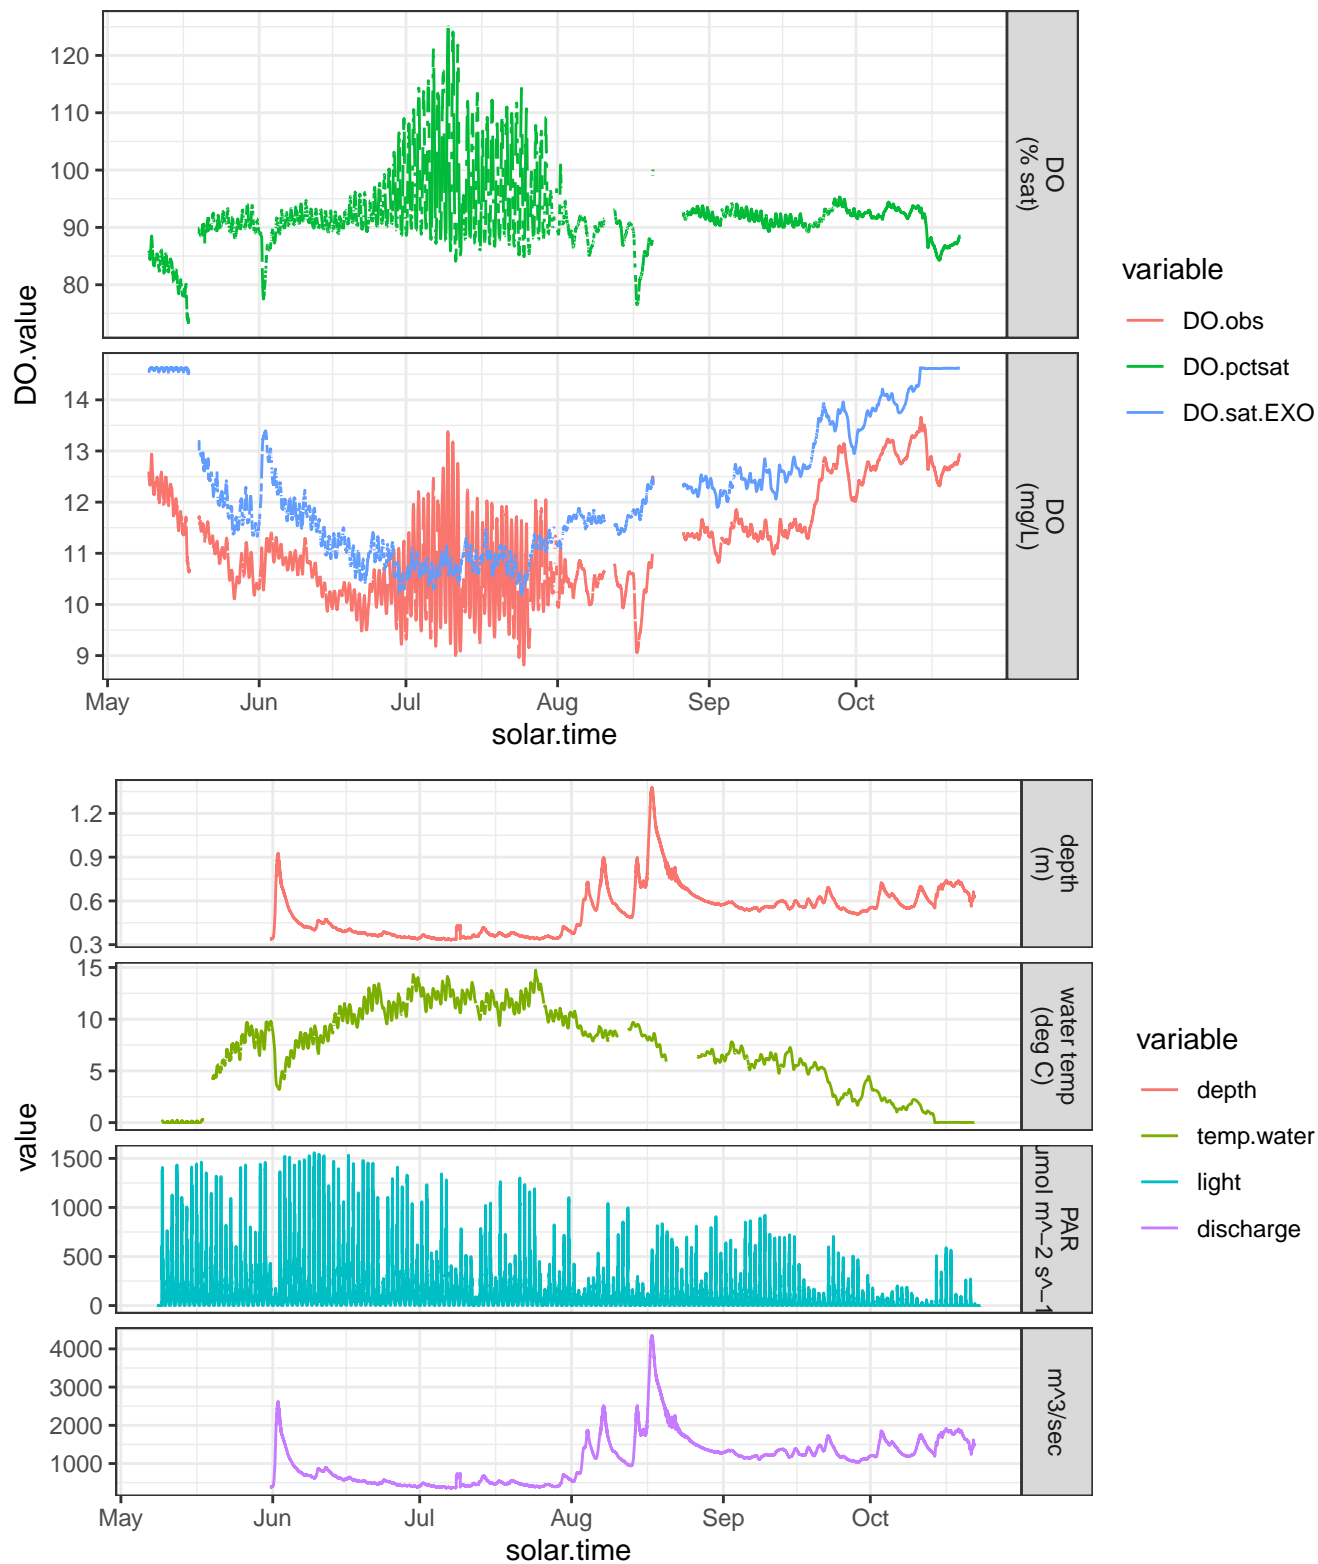 120
110
100
90
80
DO
(% sat)
14
13
12
11
10
9
DO
(mg/L)
DO.value
May Jun Jul Aug Sep Oct
solar.time
variable
DO.obs
DO.pctsat
DO.sat.EXO
1.2
0.9
0.6
0.3
depth
(m)
15
10
5
0
water temp
(deg C)
1500
1000
500
0
PAR
umol m^-2 s^-1
4000
3000
2000
1000
m^3/sec
value
May Jun Jul Aug Sep Oct
solar.time
variable
depth
temp.water
light
discharge